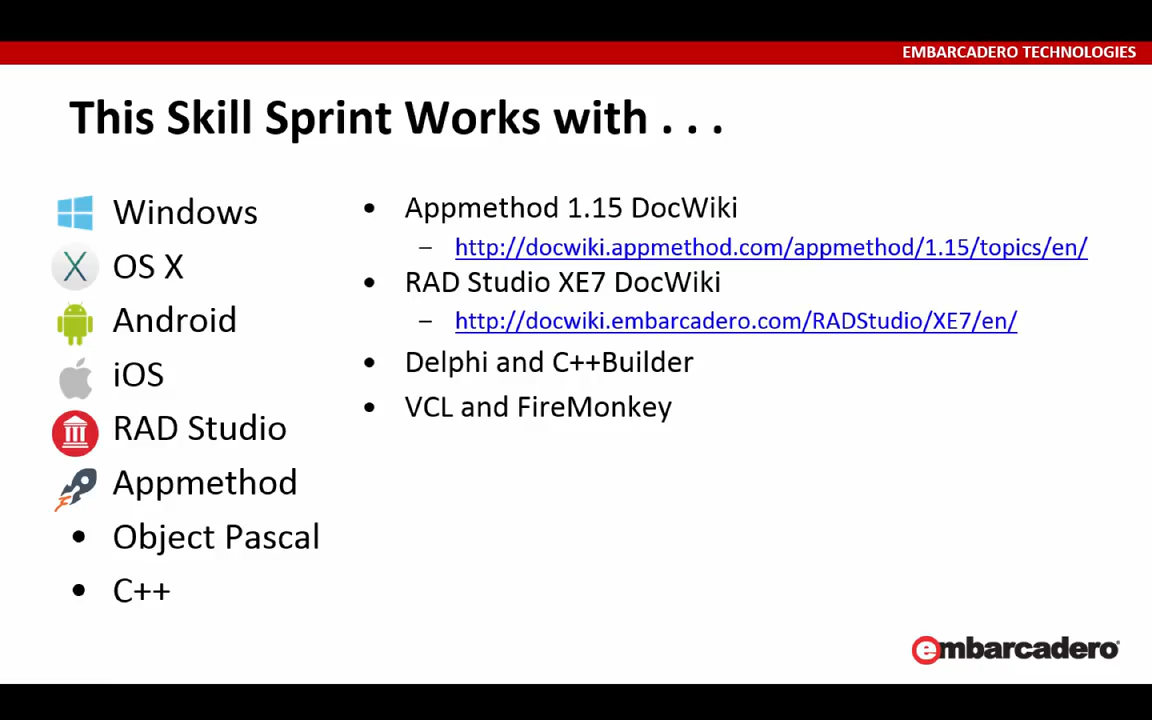 EMBARCADERO TECHNOLOGIES
This Skill Sprint Works with . . .
Windows
OS X
Android
iOS
RAD Studio
Appmethod
• Object Pascal
• C++
• Appmethod 1.15 DocWiki
– http://docwiki.appmethod.com/appmethod/1.15/topics/en/
• RAD Studio XE7 DocWiki
– http://docwiki.embarcadero.com/RADStudio/XE7/en/
• Delphi and C++Builder
• VCL and FireMonkey
embarcadero